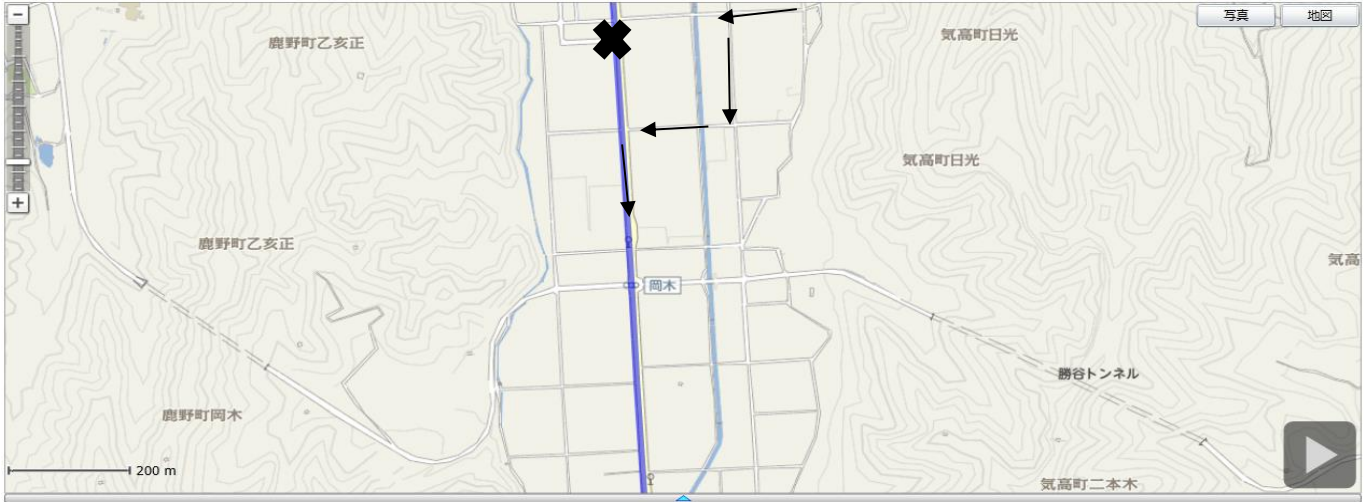 写真
地図
鹿野町乙亥正
気高町日光
気高町日光
鹿野町乙亥正
気高
岡木
勝谷トンネル
鹿野町岡木
200 m
気高町二本木